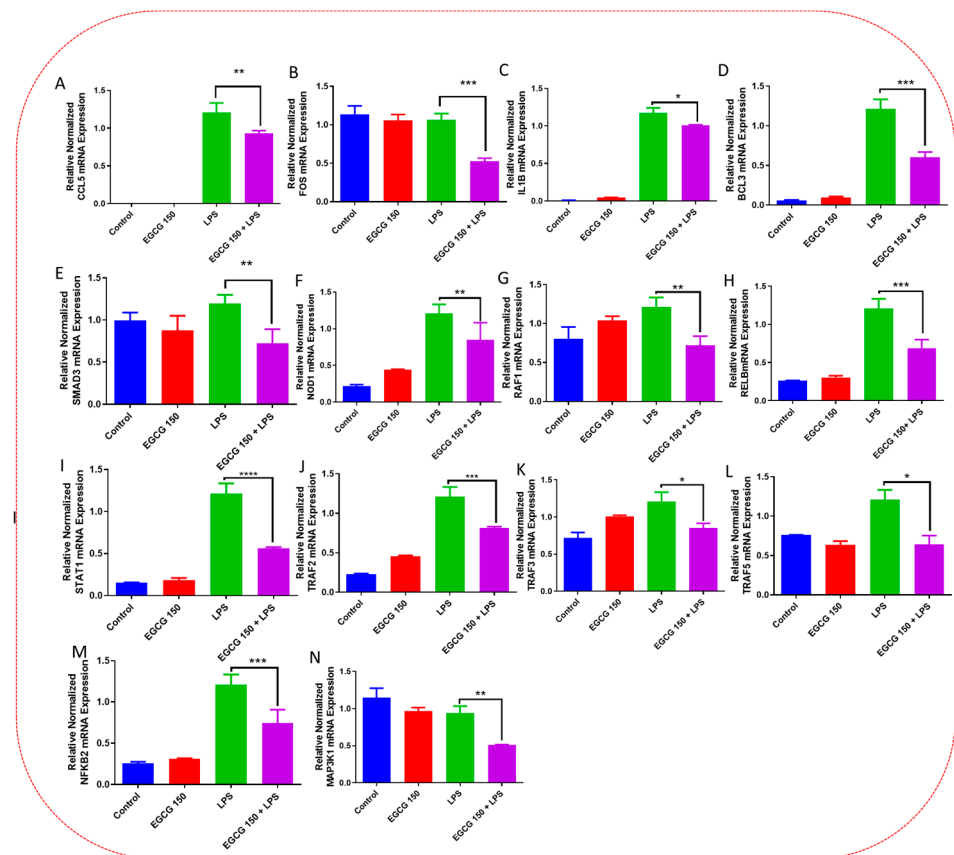 A
Relative Normalized
CCL5 mRNA Expression
1.5
1.0
0.5
0.0
**
Control
EGCG 150
LPS
EGCG 150 + LPS
B
Relative Normalized
FOS mRNA Expression
1.5
1.0
0.5
0.0
***
Control
EGCG 150
LPS
EGCG 150 + LPS
C
Relative Normalized
IL1B mRNA Expression
1.5
1.0
0.5
0.0
*
Control
EGCG 150
LPS
EGCG 150 + LPS
D
Relative Normalized
BCL3 mRNA Expression
1.5
1.0
0.5
0.0
***
Control
EGCG 150
LPS
EGCG 150 + LPS
E
Relative Normalized
SMAD3 mRNA Expression
1.5
1.0
0.5
0.0
**
Control
EGCG 150
LPS
EGCG 150 + LPS
F
Relative Normalized
NOD1 mRNA Expression
1.5
1.0
0.5
0.0
**
Control
EGCG 150
LPS
EGCG 150 + LPS
G
Relative Normalized
RAF1 mRNA Expression
1.5
1.0
0.5
0.0
**
Control
EGCG 150
LPS
EGCG 150 + LPS
H
Relative Normalized
RELBmRNA Expression
1.5
1.0
0.5
0.0
***
Control
EGCG 150
LPS
EGCG 150+ LPS
I
Relative Normalized
STAT1 mRNA Expression
1.5
1.0
0.5
0.0
****
Control
EGCG 150
LPS
EGCG 150 + LPS
J
Relative Normalized
TRAF2 mRNA Expression
1.5
1.0
0.5
0.0
***
Control
EGCG 150
LPS
EGCG 150 + LPS
K
Relative Normalized
TRAF3 mRNA Expression
1.5
1.0
0.5
0.0
*
Control
EGCG 150
LPS
EGCG 150 + LPS
L
Relative Normalized
TRAF5 mRNA Expression
1.5
1.0
0.5
0.0
*
Control
EGCG 150
LPS
EGCG 150 + LPS
M
Relative Normalized
NFKB2 mRNA Expression
1.5
1.0
0.5
0.0
***
Control
EGCG 150
LPS
EGCG 150 + LPS
N
Relative Normalized
MAP3K1 mRNA Expression
1.5
1.0
0.5
0.0
**
Control
EGCG 150
LPS
EGCG 150 + LPS